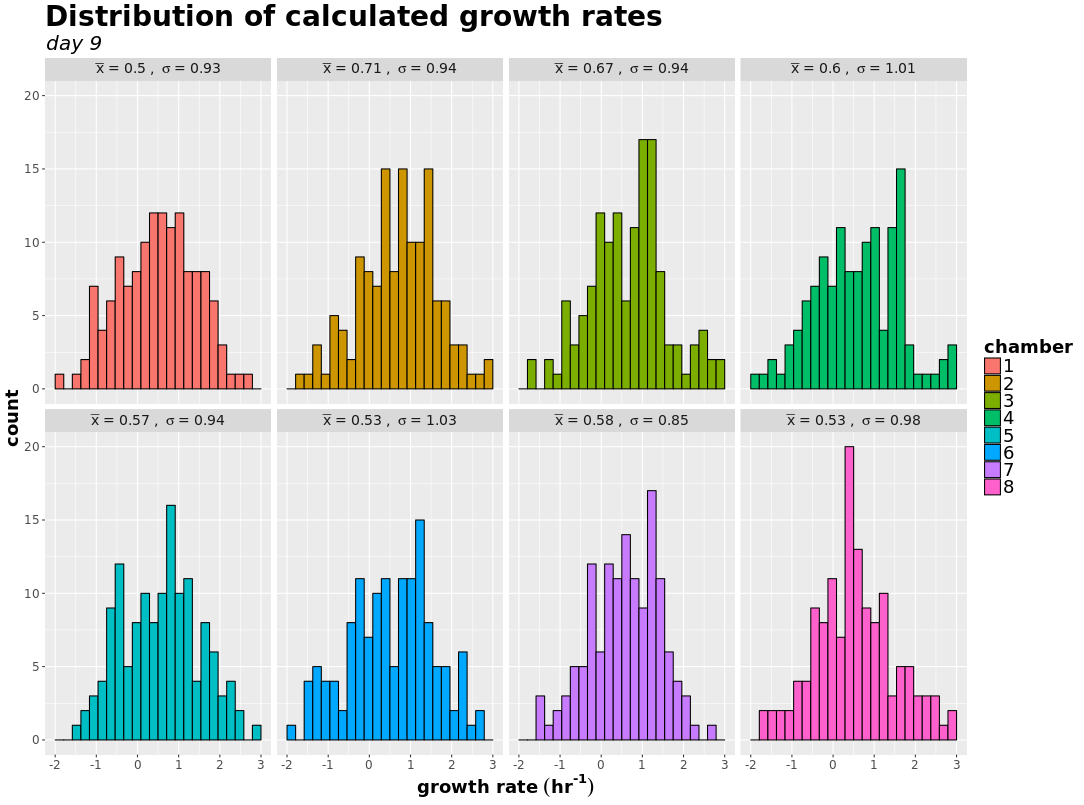 Distribution of calculated growth rates
day 9
x̅ = 0.5 , σ = 0.93
x̅ = 0.71 , σ = 0.94
x̅ = 0.67 , σ = 0.94
x̅ = 0.6 , σ = 1.01
20
15
10
5
0
x̅ = 0.57 , σ = 0.94
x̅ = 0.53 , σ = 1.03
x̅ = 0.58 , σ = 0.85
x̅ = 0.53 , σ = 0.98
20
15
10
5
0
-2 -1 0 1 2 3 -2 -1 0 1 2 3 -2 -1 0 1 2 3 -2 -1 0 1 2 3
growth rate (hr⁻¹)
count
chamber
1
2
3
4
5
6
7
8